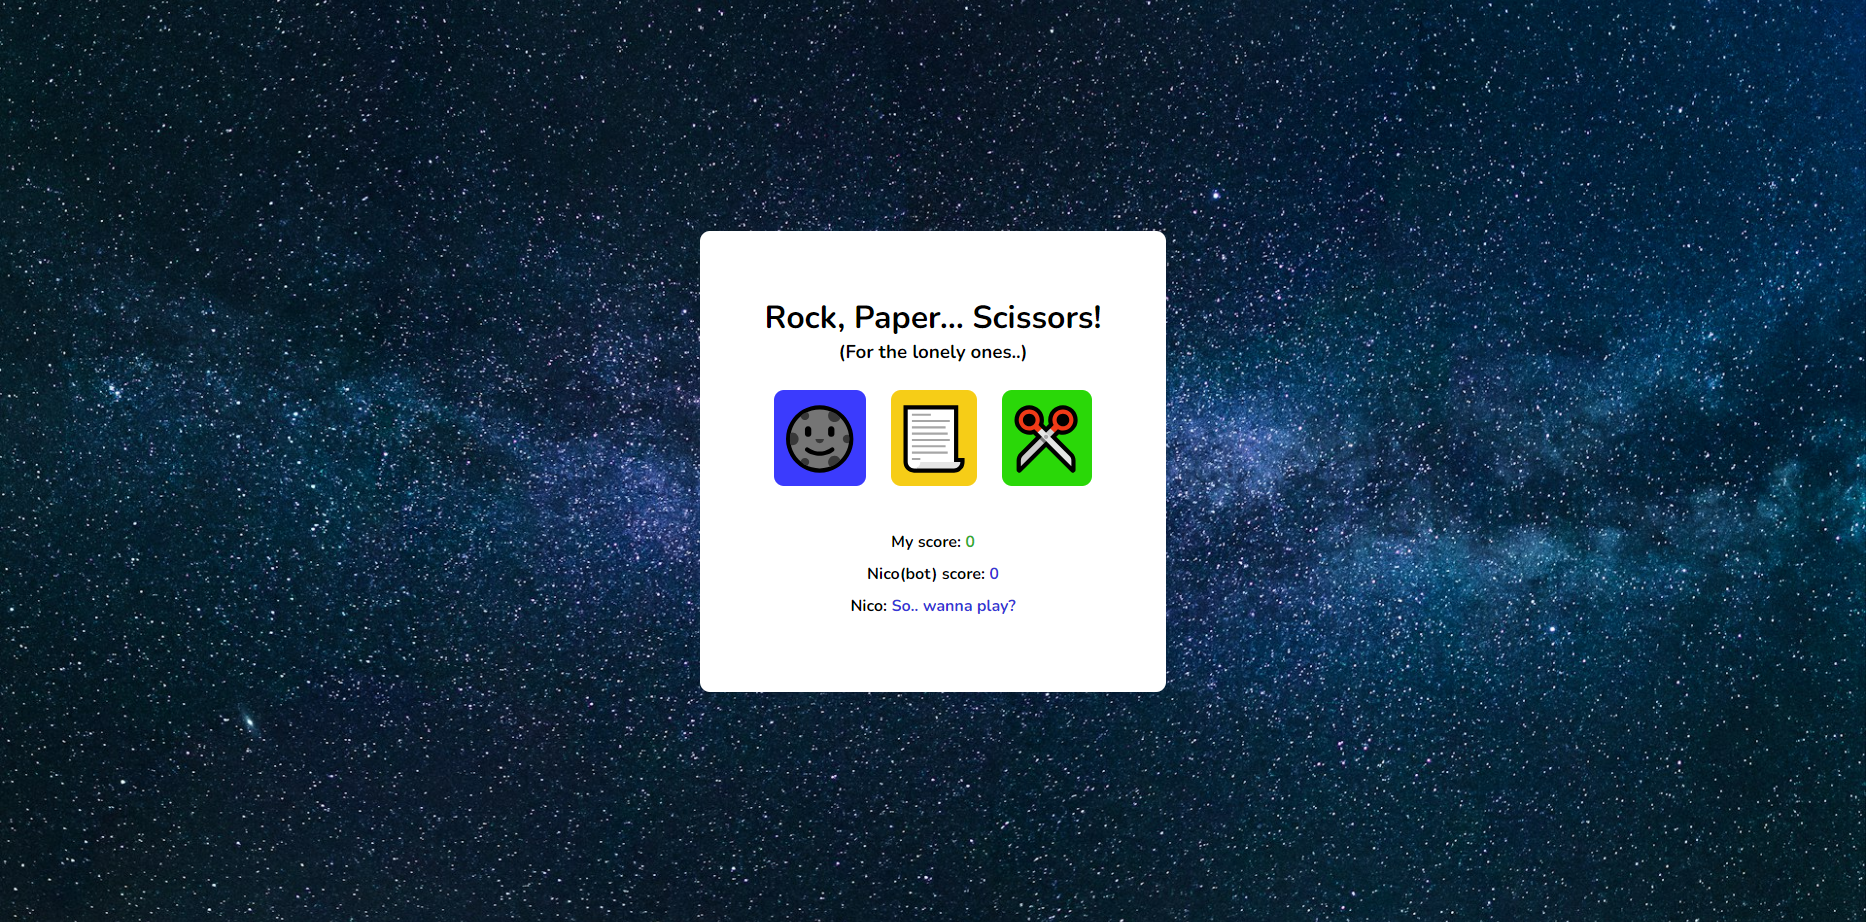 Rock, Paper... Scissors!
(For the lonely ones..)
My score: 0
Nico(bot) score: 0
Nico: So.. wanna play?